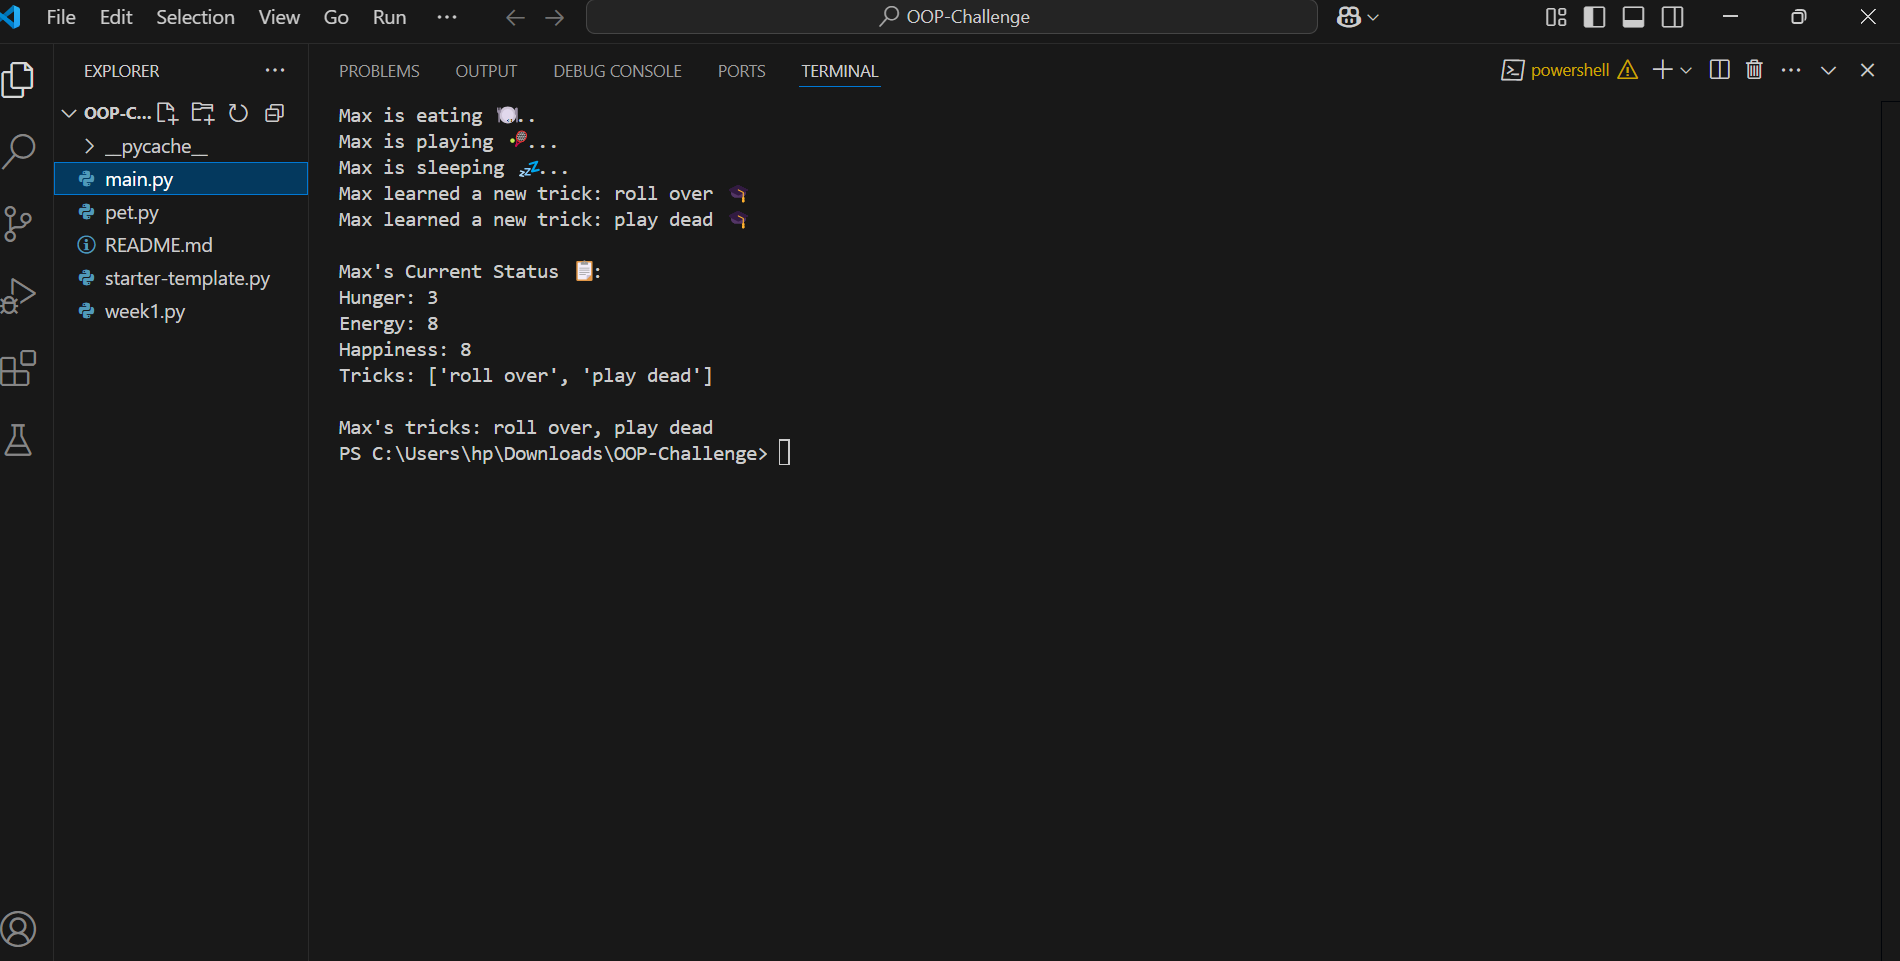 File Edit Selection View Go Run ...
OOP-Challenge
EXPLORER
OOP-C...
__pycache__
main.py
pet.py
README.md
starter-template.py
week1.py
PROBLEMS OUTPUT DEBUG CONSOLE PORTS TERMINAL
powershell
Max is eating 🍽️..
Max is playing 🎾...
Max is sleeping 💤...
Max learned a new trick: roll over 🎓
Max learned a new trick: play dead 🎓
Max's Current Status 📋:
Hunger: 3
Energy: 8
Happiness: 8
Tricks: ['roll over', 'play dead']
Max's tricks: roll over, play dead
PS C:\Users\hp\Downloads\OOP-Challenge>